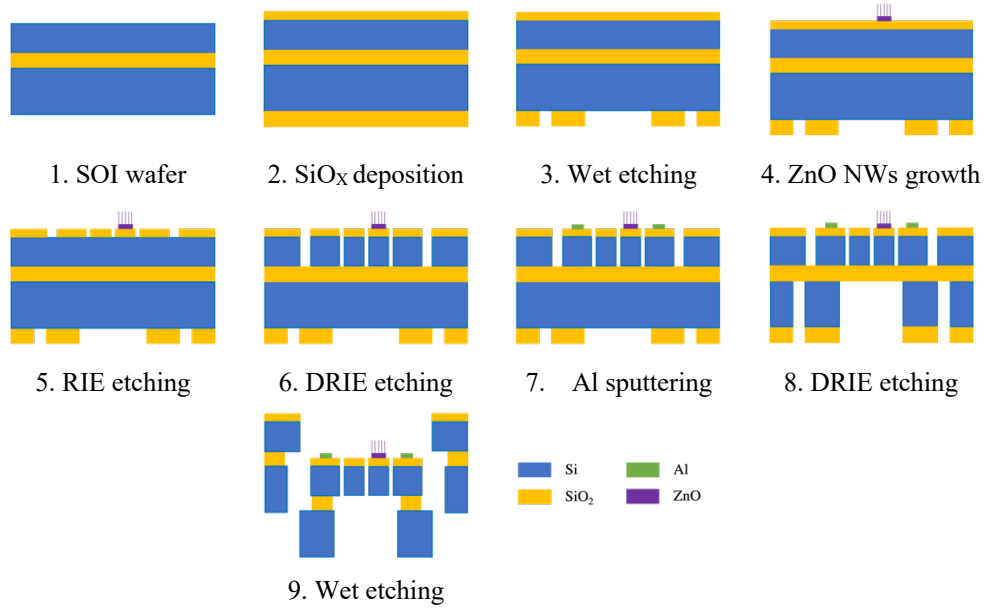 1. SOI wafer
2. SiOX deposition
3. Wet etching
4. ZnO NWs growth
5. RIE etching
6. DRIE etching
7. Al sputtering
8. DRIE etching
9. Wet etching
Si
Al
SiO2
ZnO